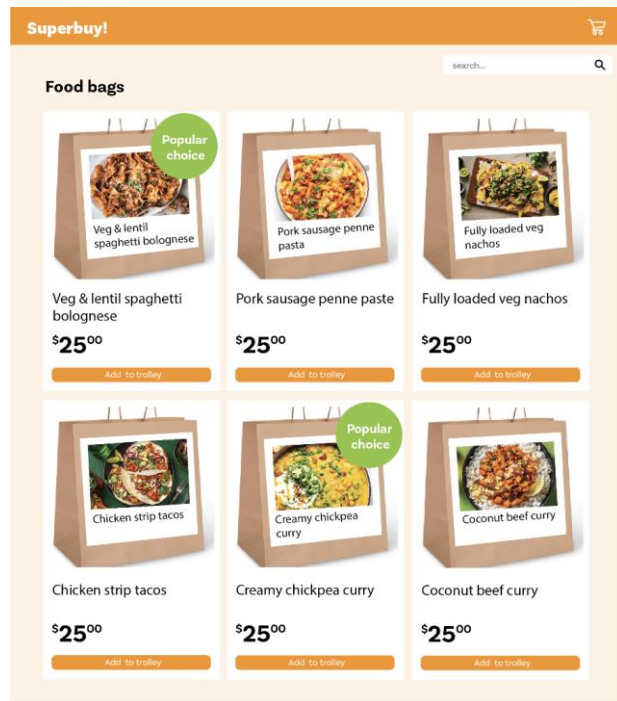 Superbuy!
search...
Food bags
Popular
choice
Veg & lentil
spaghetti bolognese
Pork sausage penne
pasta
Fully loaded veg
nachos
Veg & lentil spaghetti
bolognese
Pork sausage penne paste
Fully loaded veg nachos
$25⁰⁰
$25⁰⁰
$25⁰⁰
Add to trolley
Add to trolley
Add to trolley
Popular
choice
Chicken strip tacos
Creamy chickpea
curry
Coconut beef curry
Chicken strip tacos
Creamy chickpea curry
Coconut beef curry
$25⁰⁰
$25⁰⁰
$25⁰⁰
Add to trolley
Add to trolley
Add to trolley